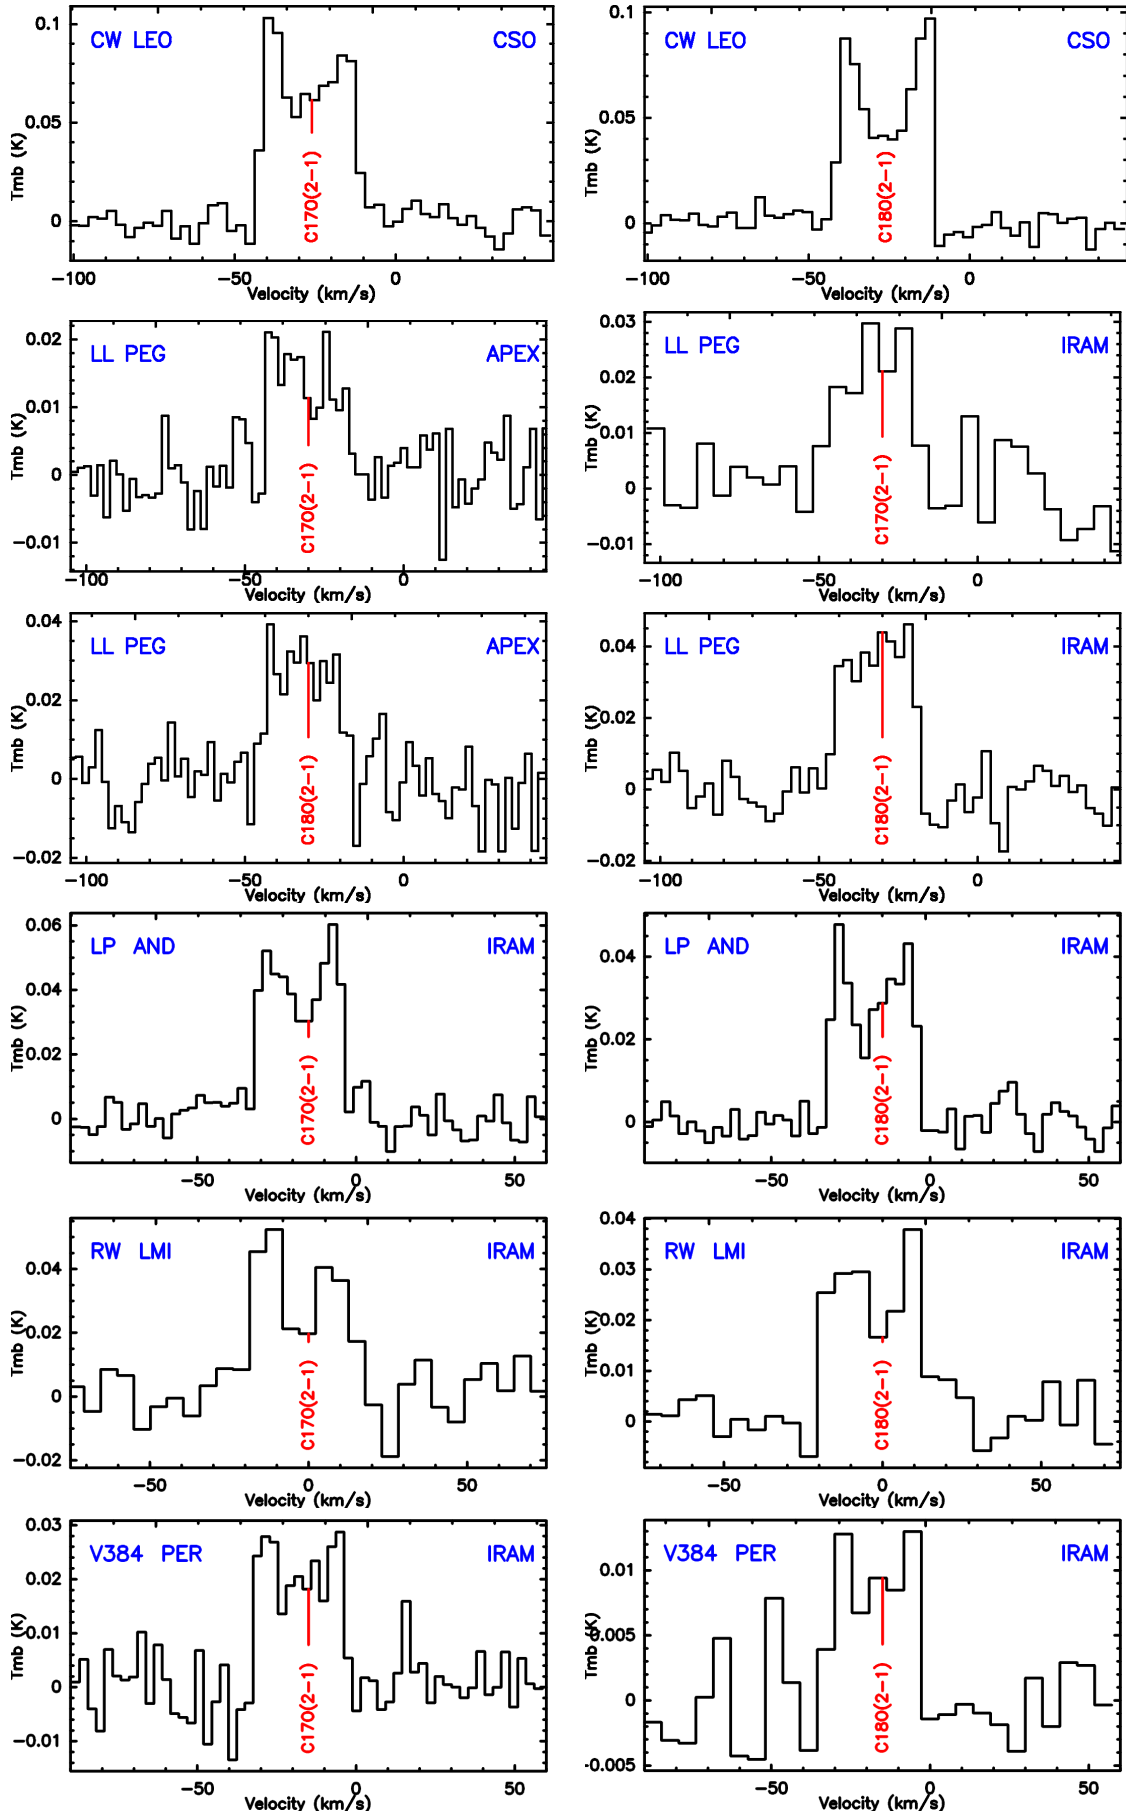 CW LEO CSO
0.1
0.05
0
Tmb (K)
C17O(2−1)
−100 −50 0
Velocity (km/s)
CW LEO CSO
0.1
0.05
0
Tmb (K)
C18O(2−1)
−100 −50 0
Velocity (km/s)
LL PEG APEX
0.02
0.01
0
−0.01
Tmb (K)
C17O(2−1)
−100 −50 0
Velocity (km/s)
LL PEG IRAM
0.03
0.02
0.01
0
−0.01
Tmb (K)
C17O(2−1)
−100 −50 0
Velocity (km/s)
LL PEG APEX
0.04
0.02
0
−0.02
Tmb (K)
C18O(2−1)
−100 −50 0
Velocity (km/s)
LL PEG IRAM
0.04
0.02
0
−0.02
Tmb (K)
C18O(2−1)
−100 −50 0
Velocity (km/s)
LP AND IRAM
0.06
0.04
0.02
0
Tmb (K)
C17O(2−1)
−50 0 50
Velocity (km/s)
LP AND IRAM
0.04
0.02
0
Tmb (K)
C18O(2−1)
−50 0 50
Velocity (km/s)
RW LMI IRAM
0.04
0.02
0
−0.02
Tmb (K)
C17O(2−1)
−50 0 50
Velocity (km/s)
RW LMI IRAM
0.04
0.03
0.02
0.01
0
Tmb (K)
C18O(2−1)
−50 0 50
Velocity (km/s)
V384 PER IRAM
0.03
0.02
0.01
0
−0.01
Tmb (K)
C17O(2−1)
−50 0 50
Velocity (km/s)
V384 PER IRAM
0.01
0.005
0
-0.005
Tmb (K)
C18O(2−1)
−50 0 50
Velocity (km/s)